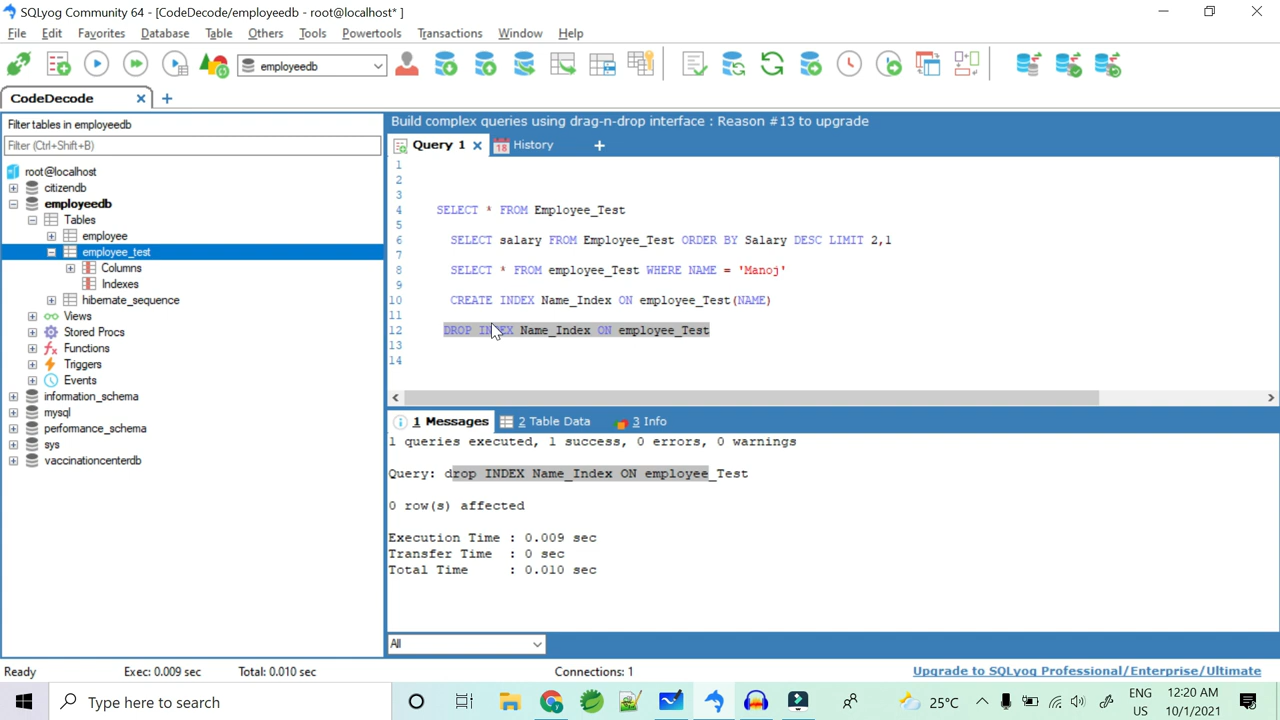 SQLyog Community 64 - [CodeDecode/employeedb - root@localhost* ]
File Edit Favorites Database Table Others Tools Powertools Transactions Window Help
employeedb
CodeDecode
Filter tables in employeedb
Filter (Ctrl+Shift+B)
root@localhost
citizendb
employeedb
Tables
employee
employee_test
Columns
Indexes
hibernate_sequence
Views
Stored Procs
Functions
Triggers
Events
information_schema
mysql
performance_schema
sys
vaccinationcenterdb
Build complex queries using drag-n-drop interface : Reason #13 to upgrade
Query 1 18 History
1
2
3
4 SELECT * FROM Employee_Test
5
6 SELECT salary FROM Employee_Test ORDER BY Salary DESC LIMIT 2,1
7
8 SELECT * FROM employee_Test WHERE NAME = 'Manoj'
9
10 CREATE INDEX Name_Index ON employee_Test(NAME)
11
12 DROP INDEX Name_Index ON employee_Test
13
14
1 Messages 2 Table Data 3 Info
1 queries executed, 1 success, 0 errors, 0 warnings
Query: drop INDEX Name_Index ON employee_Test
0 row(s) affected
Execution Time : 0.009 sec
Transfer Time : 0 sec
Total Time : 0.010 sec
All
Ready Exec: 0.009 sec Total: 0.010 sec Connections: 1 Upgrade to SQLyog Professional/Enterprise/Ultimate
Type here to search 25°C ENG US 12:20 AM 10/1/2021